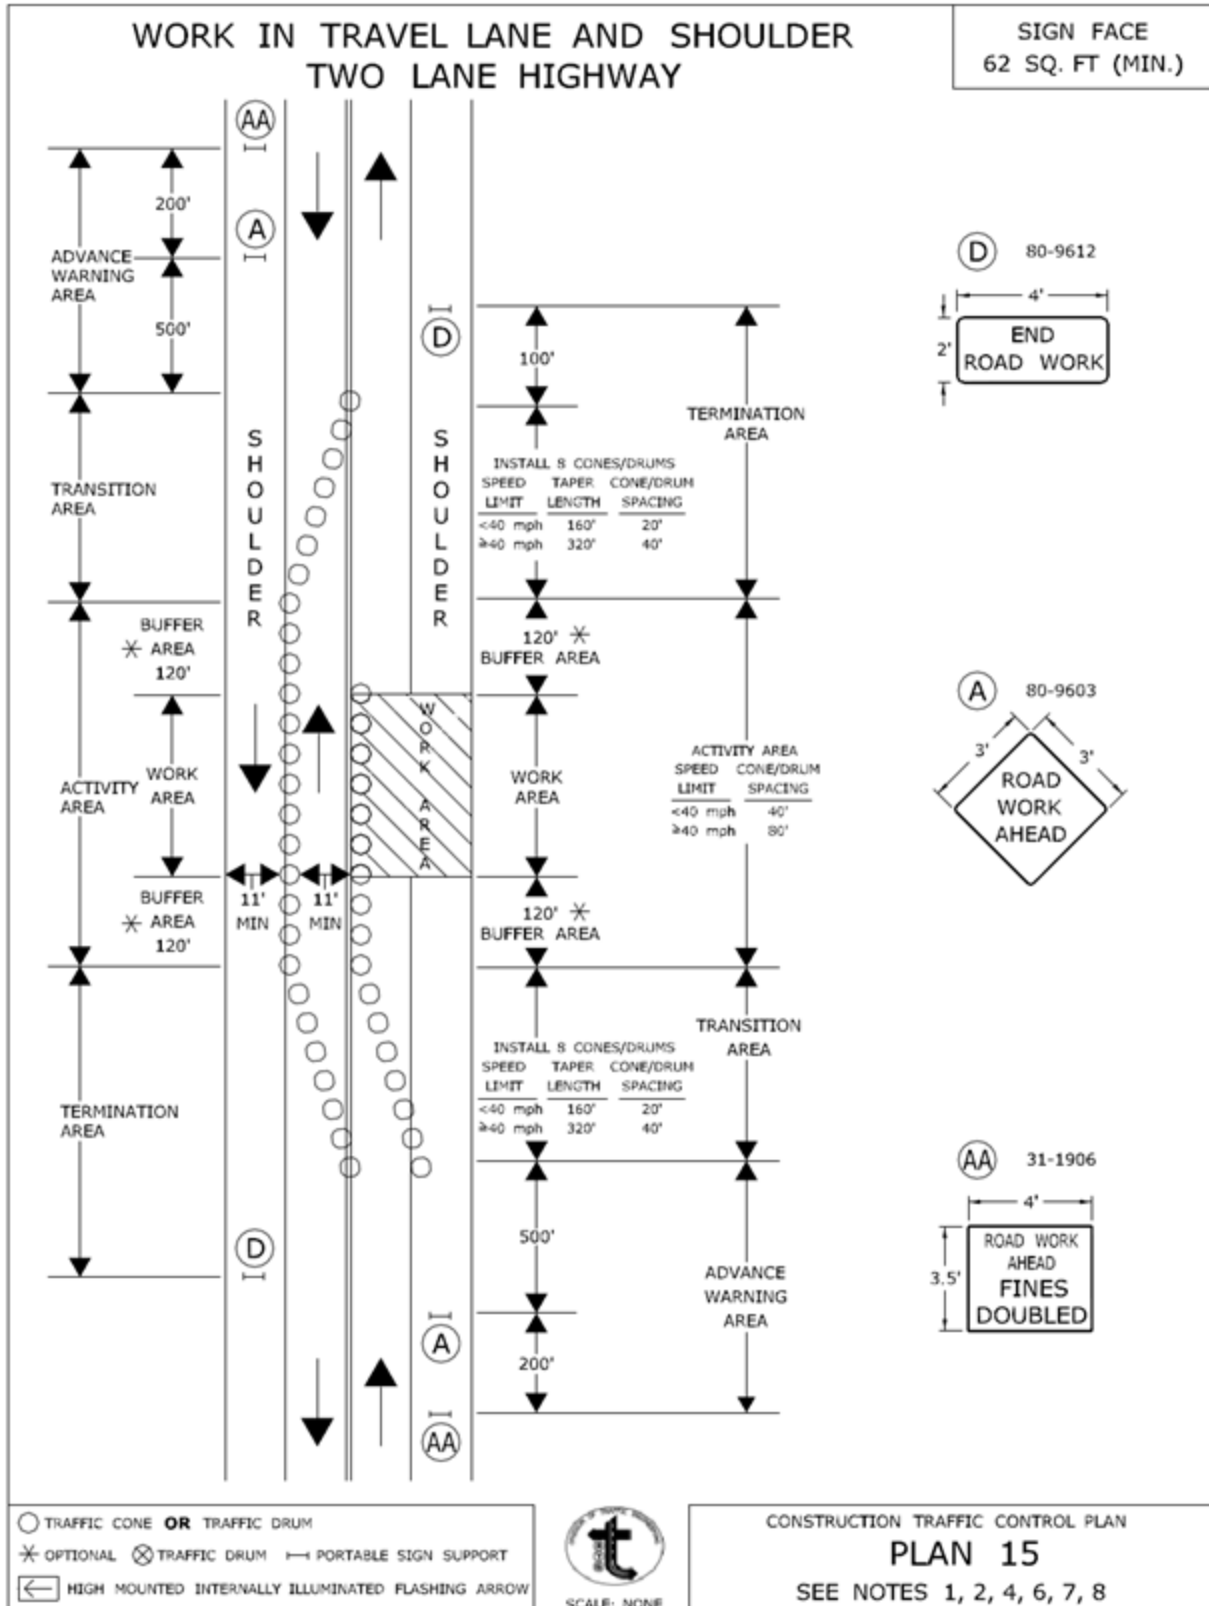 WORK IN TRAVEL LANE AND SHOULDER
TWO LANE HIGHWAY
SIGN FACE
62 SQ. FT (MIN.)
AA
200'
A
ADVANCE
WARNING
AREA
500'
D
100'
TERMINATION
AREA
SHOULDER
SHOULDER
TRANSITION
AREA
INSTALL 8 CONES/DRUMS
SPEED TAPER CONE/DRUM
LIMIT LENGTH SPACING
<40 mph 160' 20'
≥40 mph 320' 40'
BUFFER
* AREA
120'
120' *
BUFFER AREA
WORK AREA
ACTIVITY
AREA
WORK
AREA
WORK
AREA
ACTIVITY AREA
SPEED CONE/DRUM
LIMIT SPACING
<40 mph 40'
≥40 mph 80'
BUFFER
* AREA
120'
11'
MIN
11'
MIN
120' *
BUFFER AREA
TRANSITION
AREA
INSTALL 8 CONES/DRUMS
SPEED TAPER CONE/DRUM
LIMIT LENGTH SPACING
<40 mph 160' 20'
≥40 mph 320' 40'
TERMINATION
AREA
D
500'
ADVANCE
WARNING
AREA
A
200'
AA
D 80-9612
4'
2'
END
ROAD WORK
A 80-9603
3' 3'
ROAD
WORK
AHEAD
AA 31-1906
4'
3.5'
ROAD WORK
AHEAD
FINES
DOUBLED
TRAFFIC CONE OR TRAFFIC DRUM
* OPTIONAL TRAFFIC DRUM PORTABLE SIGN SUPPORT
HIGH MOUNTED INTERNALLY ILLUMINATED FLASHING ARROW
SCALE: NONE
CONSTRUCTION TRAFFIC CONTROL PLAN
PLAN 15
SEE NOTES 1, 2, 4, 6, 7, 8